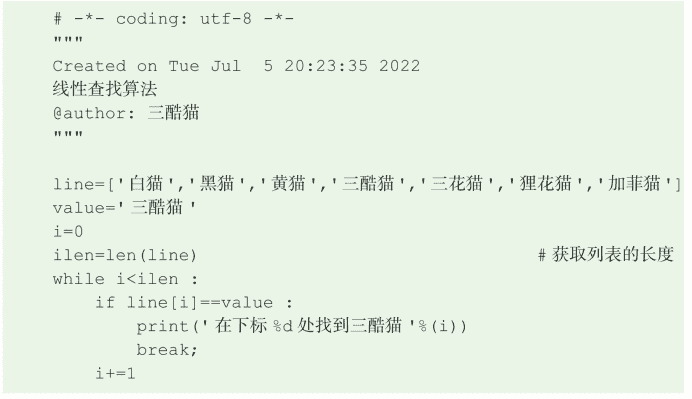 # -*- coding: utf-8 -*-
"""
Created on Tue Jul  5 20:23:35 2022
线性查找算法
@author: 三酷猫
"""
line=['白猫','黑猫','黄猫','三酷猫','三花猫','狸花猫','加菲猫']
value='三酷猫'
i=0
ilen=len(line)                                #获取列表的长度
while i<ilen :
    if line[i]==value :
        print('在下标%d处找到三酷猫'%(i))
        break;
    i+=1